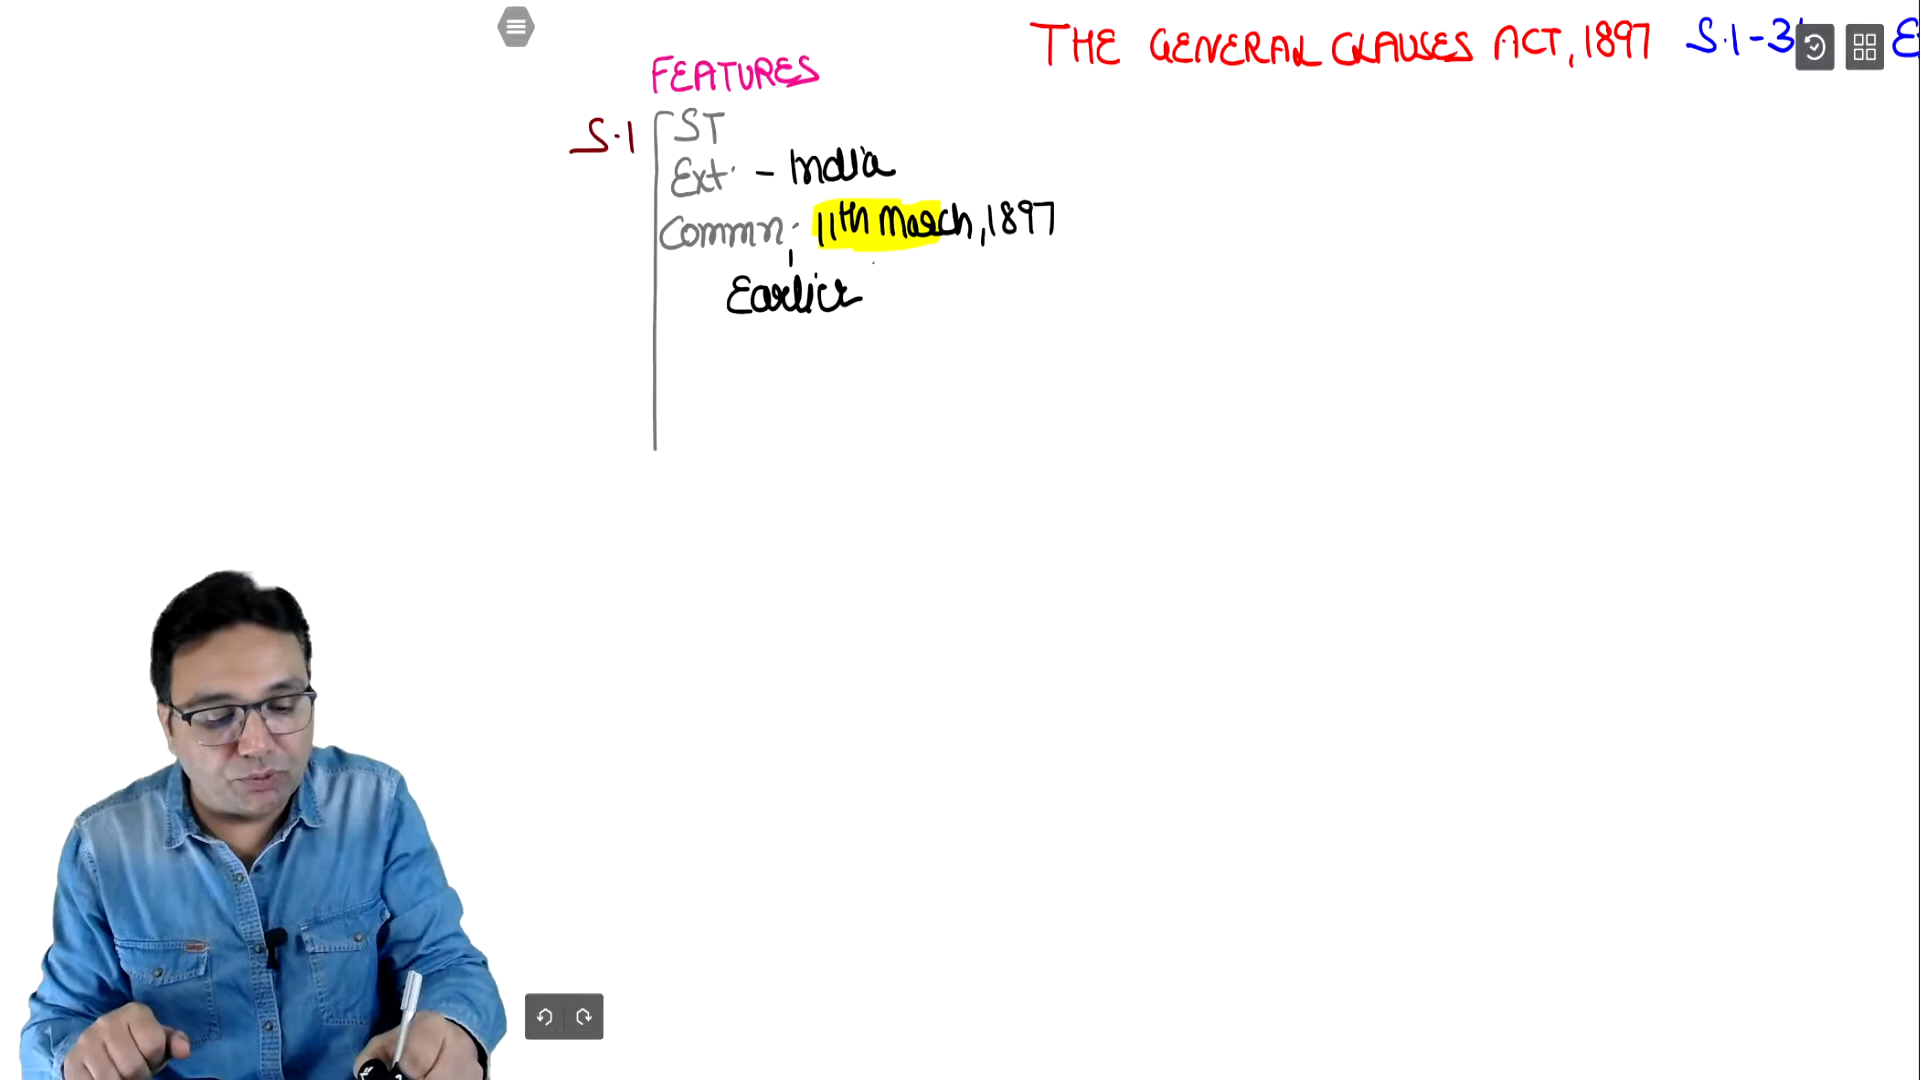 THE GENERAL CLAUSES ACT, 1897 S.1-3
FEATURES
S.1
ST
Ext. - India
Commn. 11th March, 1897
Earlier